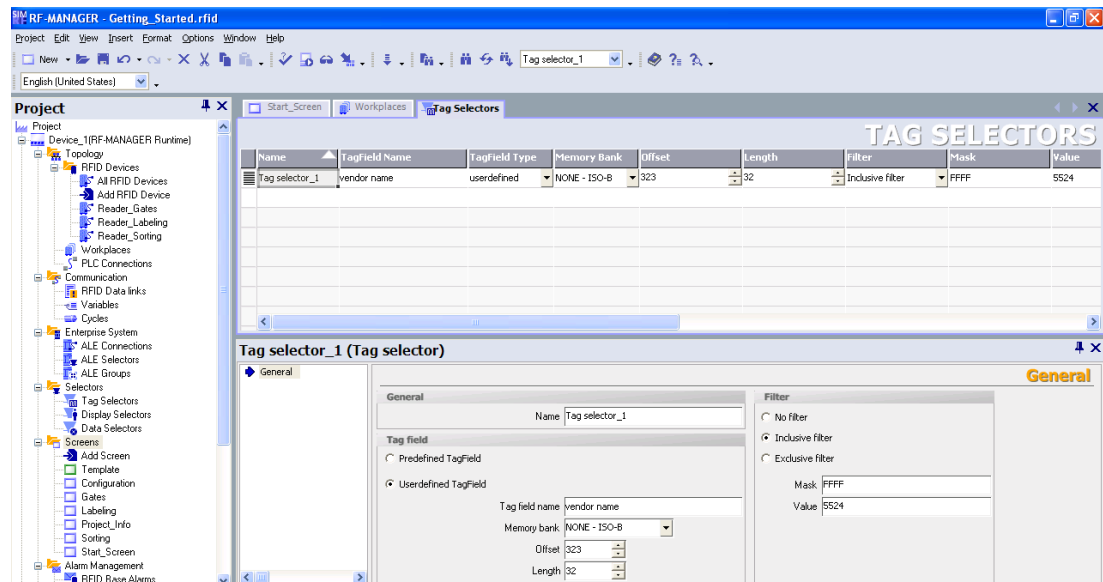 RF-MANAGER - Getting_Started.rfid
Project Edit View Insert Format Options Window Help
New Tag selector_1
English (United States)
Project
Project
Device_1(RF-MANAGER Runtime)
Topology
RFID Devices
All RFID Devices
Add RFID Device
Reader_Gates
Reader_Labeling
Reader_Sorting
Workplaces
PLC Connections
Communication
RFID Data links
Variables
Cycles
Enterprise System
ALE Connections
ALE Selectors
ALE Groups
Selectors
Tag Selectors
Display Selectors
Data Selectors
Screens
Add Screen
Template
Configuration
Gates
Labeling
Project_Info
Sorting
Start_Screen
Alarm Management
RFID Base Alarms
Start_Screen Workplaces Tag Selectors
TAG SELECTORS
Name TagField Name TagField Type Memory Bank Offset Length Filter Mask Value
Tag selector_1 vendor name userdefined NONE - ISO-B 323 32 Inclusive filter FFFF 5524
Tag selector_1 (Tag selector)
General
General
General
Name Tag selector_1
Tag field
Predefined TagField
Userdefined TagField
Tag field name vendor name
Memory bank NONE - ISO-B
Offset 323
Length 32
Filter
No filter
Inclusive filter
Exclusive filter
Mask FFFF
Value 5524